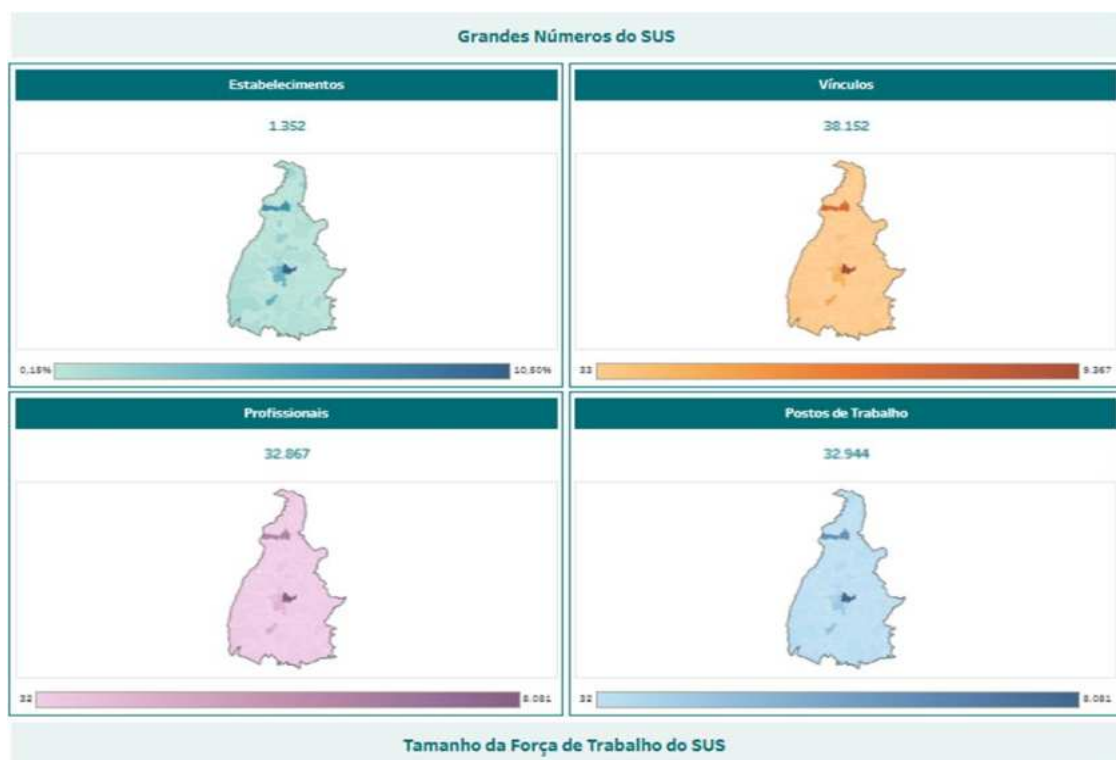 Grandes Números do SUS
Estabelecimentos
1.352
0,15% 10,50%
Vínculos
38.152
33 9.367
Profissionais
32.867
32 8.081
Postos de Trabalho
32.944
32 8.081
Tamanho da Força de Trabalho do SUS